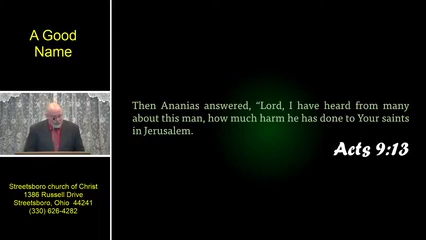 A Good
Name
Then Ananias answered, “Lord, I have heard from many
about this man, how much harm he has done to Your saints
in Jerusalem.
Acts 9:13
Streetsboro church of Christ
1386 Russell Drive
Streetsboro, Ohio 44241
(330) 626-4282